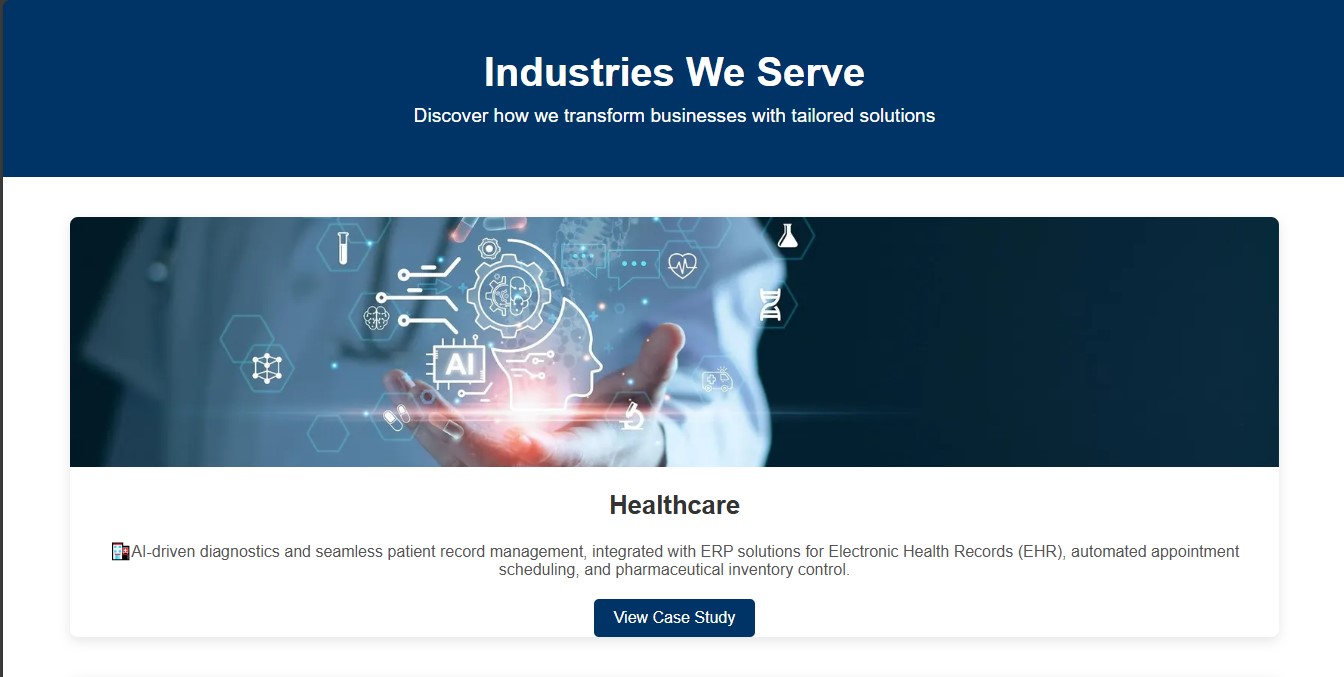 Industries We Serve
Discover how we transform businesses with tailored solutions
AI
Healthcare
AI-driven diagnostics and seamless patient record management, integrated with ERP solutions for Electronic Health Records (EHR), automated appointment
scheduling, and pharmaceutical inventory control.
View Case Study